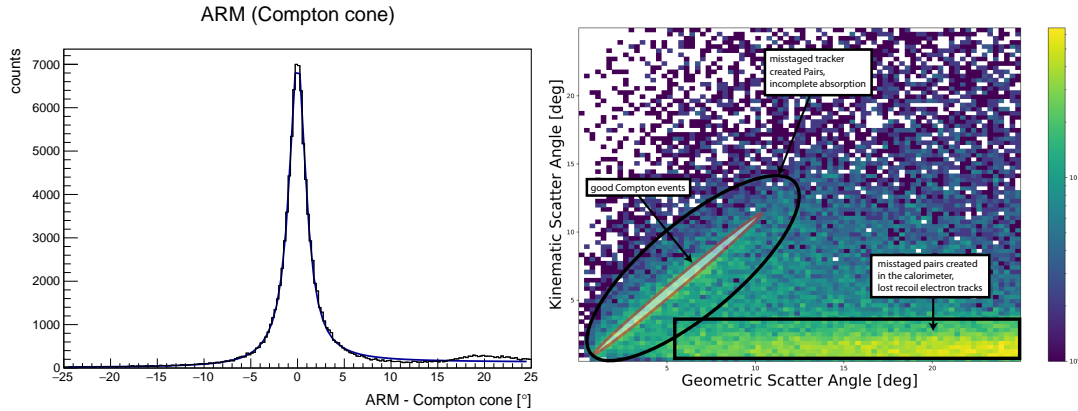 ARM (Compton cone)
counts
7000
6000
5000
4000
3000
2000
1000
0
−25 −20 −15 −10 −5 0 5 10 15 20 25
ARM - Compton cone [°]
Kinematic Scatter Angle [deg]
20
15
10
5
5 10 15 20
Geometric Scatter Angle [deg]
misstaged tracker
created Pairs,
incomplete absorption
good Compton events
misstaged pairs created
in the calorimeter,
lost recoil electron tracks